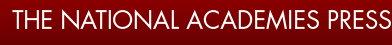 THE NATIONAL ACADEMIES PRESS